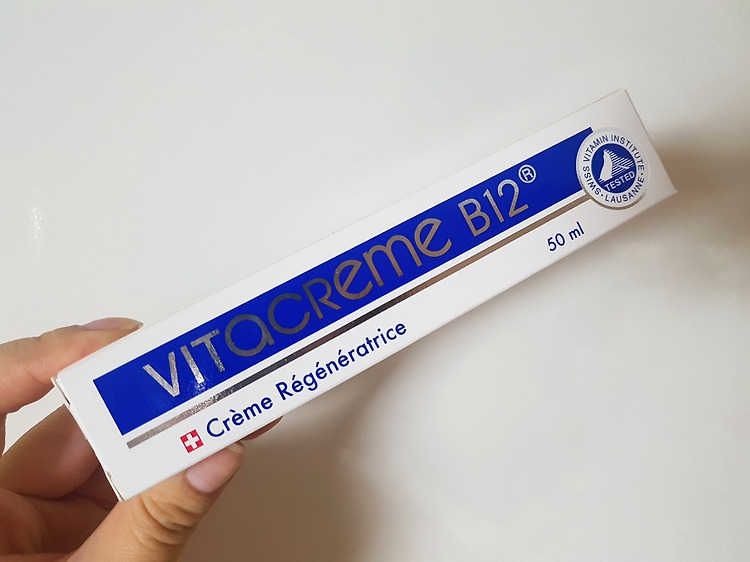 VITACREME B12®
50 ml
Crème Régénératrice
SWISS VITAMIN INSTITUTE
TESTED
• LAUSANNE •